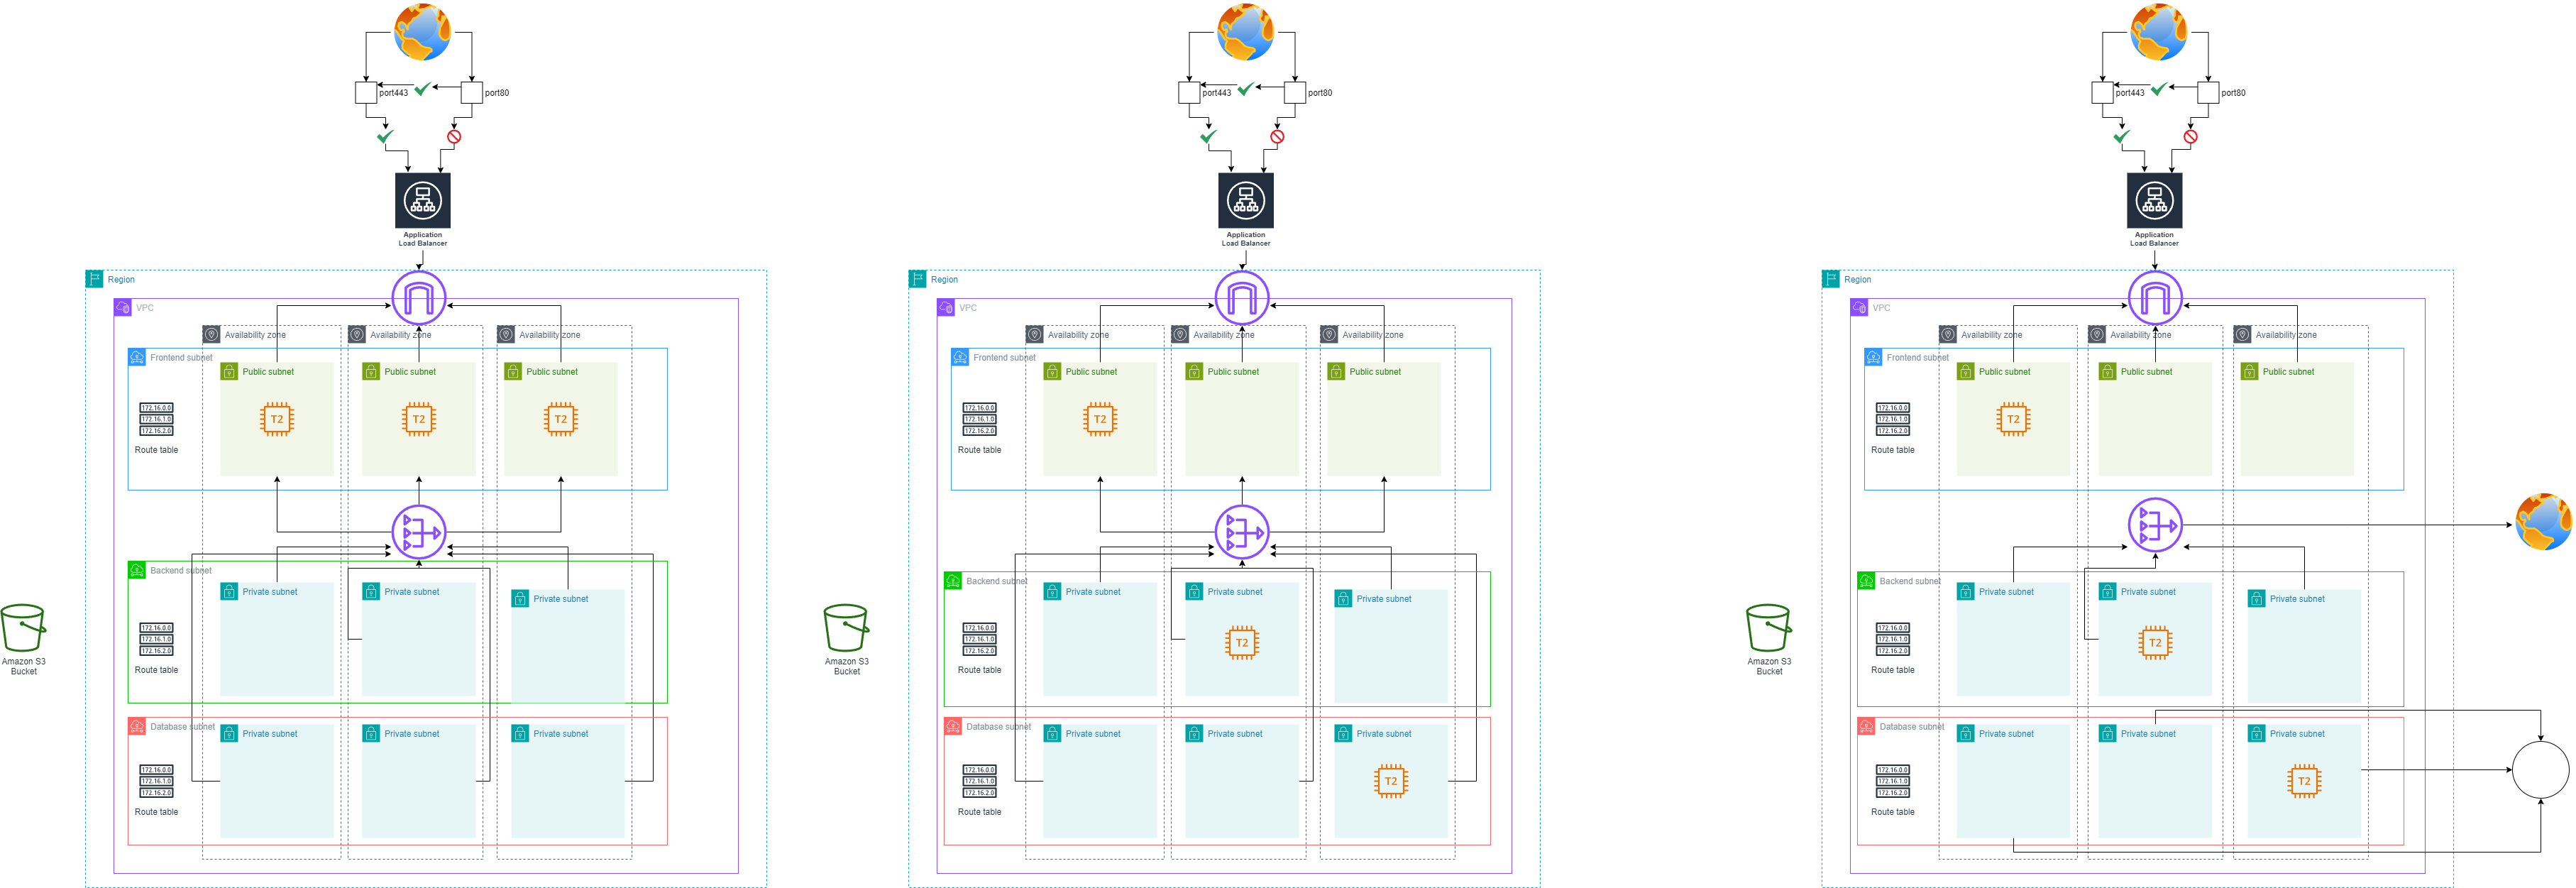 port443
port80
Application
Load Balancer
Region
VPC
Availability zone
Availability zone
Availability zone
Frontend subnet
Public subnet
Public subnet
Public subnet
172.16.0.0
172.16.1.0
172.16.2.0
Route table
T2
T2
T2
Backend subnet
Private subnet
Private subnet
Private subnet
172.16.0.0
172.16.1.0
172.16.2.0
Route table
Amazon S3
Bucket
Database subnet
Private subnet
Private subnet
Private subnet
172.16.0.0
172.16.1.0
172.16.2.0
Route table
port443
port80
Application
Load Balancer
Region
VPC
Availability zone
Availability zone
Availability zone
Frontend subnet
Public subnet
Public subnet
Public subnet
172.16.0.0
172.16.1.0
172.16.2.0
Route table
T2
Backend subnet
Private subnet
Private subnet
Private subnet
172.16.0.0
172.16.1.0
172.16.2.0
Route table
T2
Amazon S3
Bucket
Database subnet
Private subnet
Private subnet
Private subnet
172.16.0.0
172.16.1.0
172.16.2.0
Route table
T2
port443
port80
Application
Load Balancer
Region
VPC
Availability zone
Availability zone
Availability zone
Frontend subnet
Public subnet
Public subnet
Public subnet
172.16.0.0
172.16.1.0
172.16.2.0
Route table
T2
Backend subnet
Private subnet
Private subnet
Private subnet
172.16.0.0
172.16.1.0
172.16.2.0
Route table
T2
Amazon S3
Bucket
Database subnet
Private subnet
Private subnet
Private subnet
172.16.0.0
172.16.1.0
172.16.2.0
Route table
T2